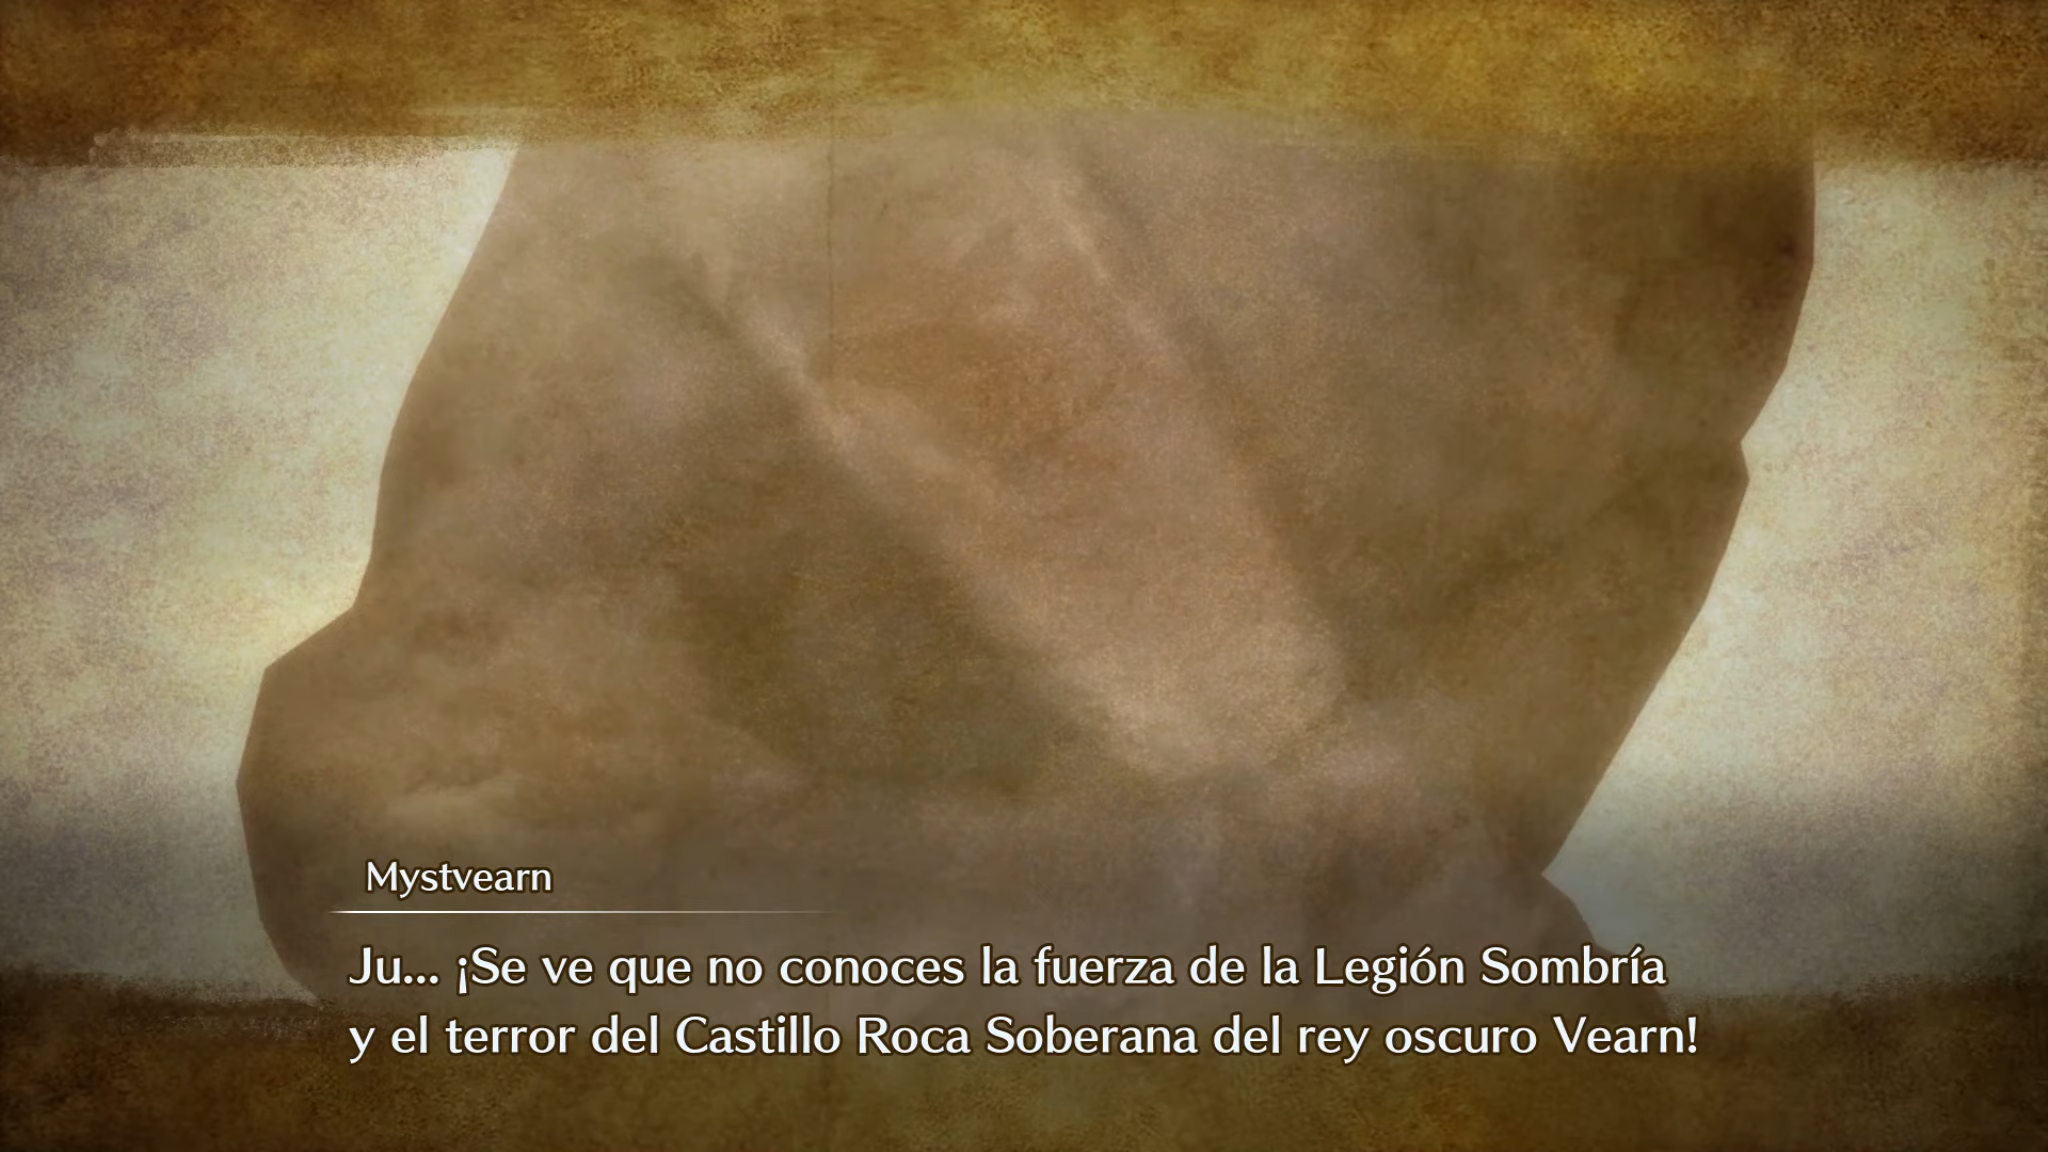 Mystvearn
Ju... ¡Se ve que no conoces la fuerza de la Legión Sombría
y el terror del Castillo Roca Soberana del rey oscuro Vearn!